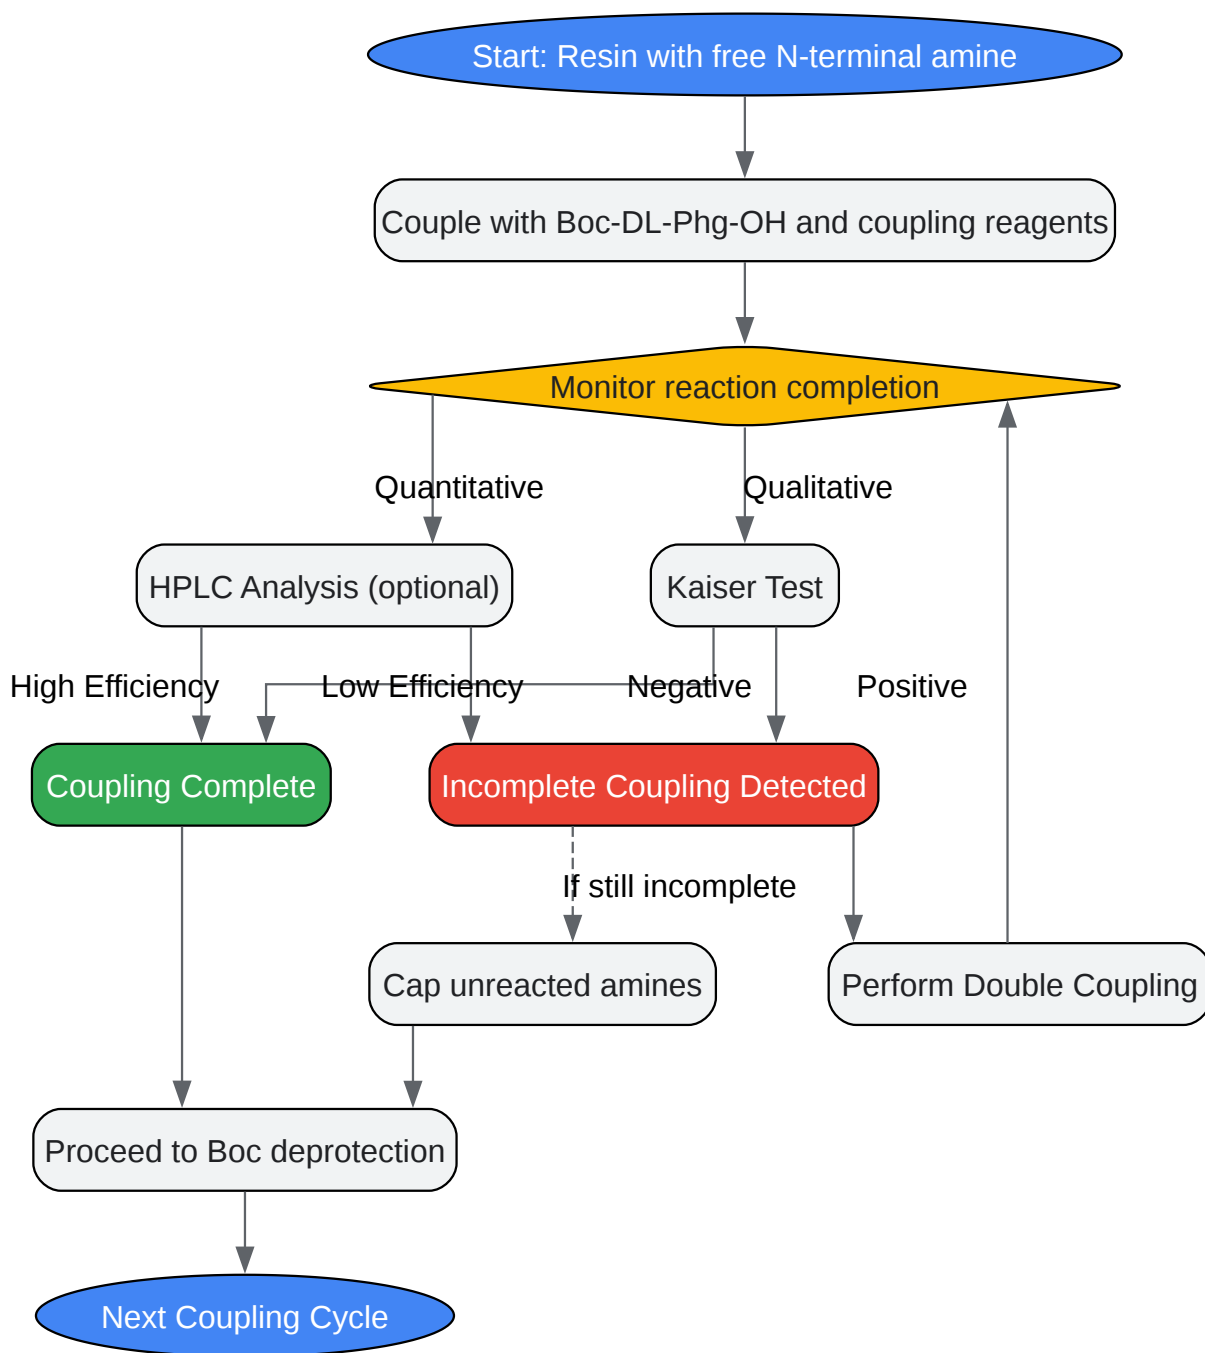 Start: Resin with free N-terminal amine
Couple with Boc-DL-Phg-OH and coupling reagents
Monitor reaction completion
Quantitative
Qualitative
HPLC Analysis (optional)
Kaiser Test
High Efficiency
Low Efficiency
Negative
Positive
Coupling Complete
Incomplete Coupling Detected
If still incomplete
Cap unreacted amines
Perform Double Coupling
Proceed to Boc deprotection
Next Coupling Cycle